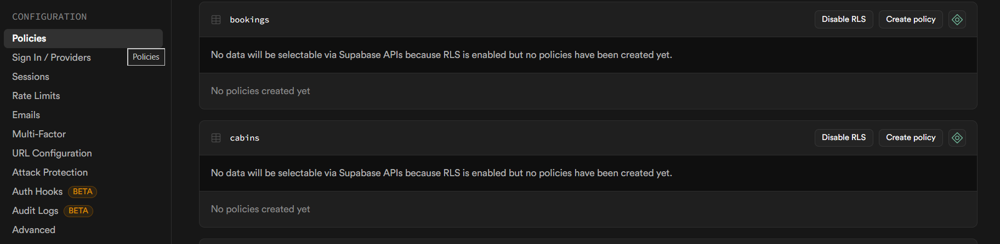 CONFIGURATION
Policies
Sign In / Providers
Policies
Sessions
Rate Limits
Emails
Multi-Factor
URL Configuration
Attack Protection
Auth Hooks BETA
Audit Logs BETA
Advanced
bookings Disable RLS Create policy
No data will be selectable via Supabase APIs because RLS is enabled but no policies have been created yet.
No policies created yet
cabins Disable RLS Create policy
No data will be selectable via Supabase APIs because RLS is enabled but no policies have been created yet.
No policies created yet